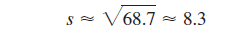 s ≈ √68.7 ≈ 8.3